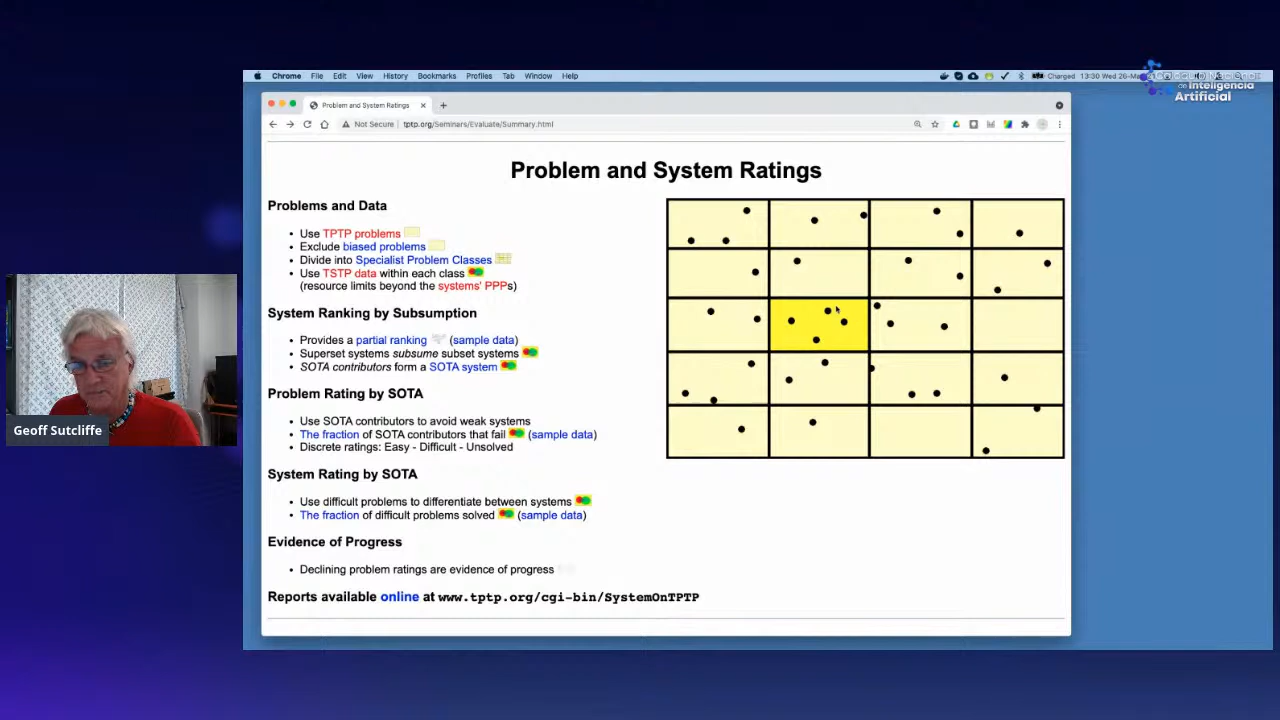 Chrome File Edit View History Bookmarks Profiles Tab Window Help
Charged 13:30 Wed 26-Ma
de Inteligencia
Artificial
Problem and System Ratings
Not Secure | tptp.org/Seminars/Evaluate/Summary.html
Problem and System Ratings
Problems and Data
• Use TPTP problems
• Exclude biased problems
• Divide into Specialist Problem Classes
• Use TSTP data within each class
(resource limits beyond the systems' PPPs)
System Ranking by Subsumption
• Provides a partial ranking (sample data)
• Superset systems subsume subset systems
• SOTA contributors form a SOTA system
Problem Rating by SOTA
• Use SOTA contributors to avoid weak systems
• The fraction of SOTA contributors that fail (sample data)
• Discrete ratings: Easy - Difficult - Unsolved
System Rating by SOTA
• Use difficult problems to differentiate between systems
• The fraction of difficult problems solved (sample data)
Evidence of Progress
• Declining problem ratings are evidence of progress
Reports available online at www.tptp.org/cgi-bin/SystemOnTPTP
Geoff Sutcliffe